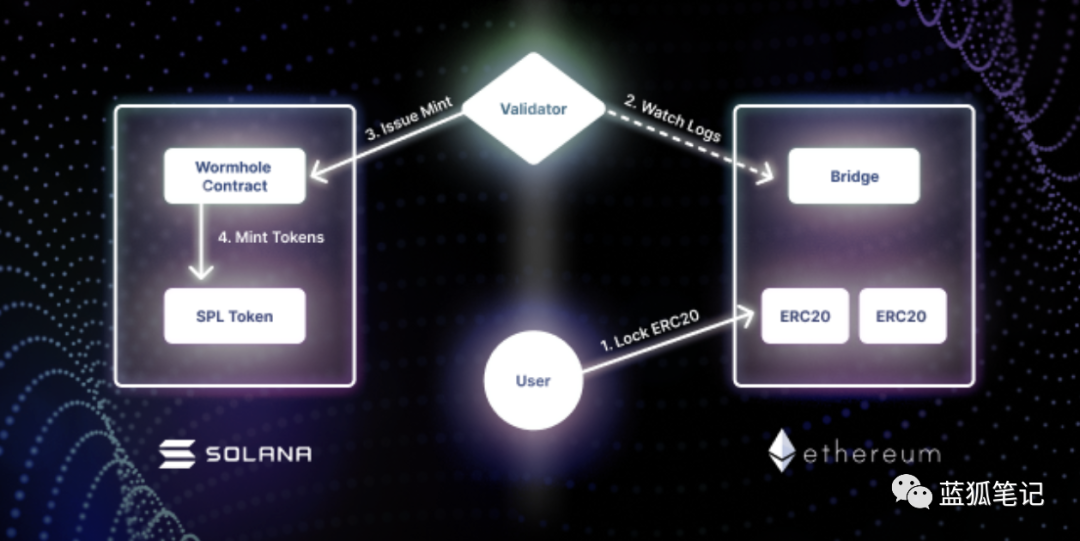 Validator
3. Issue Mint
2. Watch Logs
Wormhole
Contract
Bridge
4. Mint Tokens
SPL Token
ERC20
ERC20
1. Lock ERC20
User
SOLANA
ethereum
蓝狐笔记